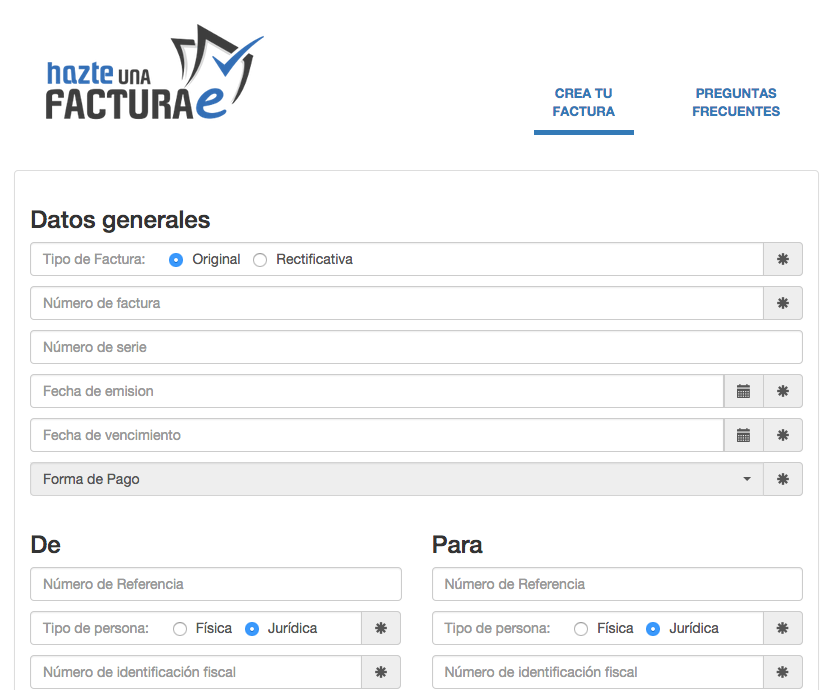 hazte UNA
FACTURAe
CREA TU
FACTURA
PREGUNTAS
FRECUENTES
Datos generales
Tipo de Factura: Original Rectificativa
Número de factura
Número de serie
Fecha de emision
Fecha de vencimiento
Forma de Pago
De
Número de Referencia
Tipo de persona: Física Jurídica
Número de identificación fiscal
Para
Número de Referencia
Tipo de persona: Física Jurídica
Número de identificación fiscal